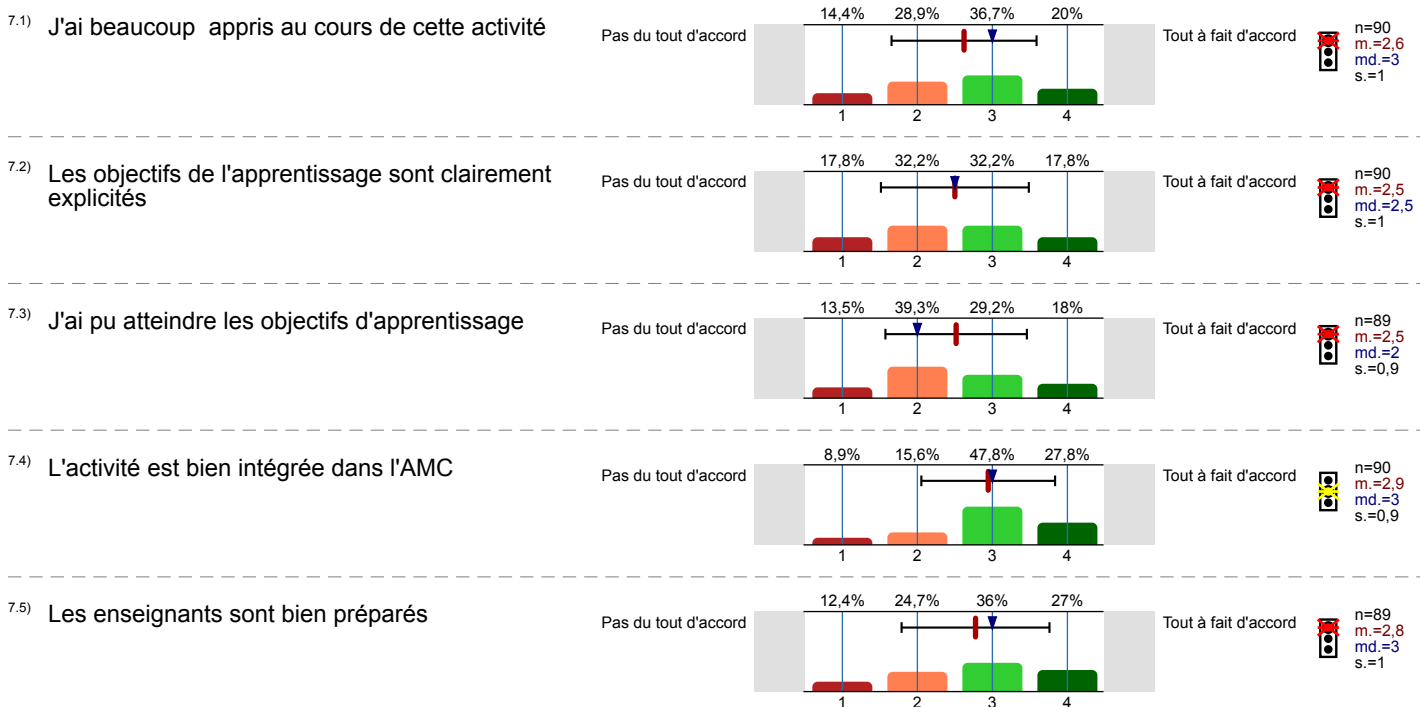 7.1) J'ai beaucoup appris au cours de cette activité
Pas du tout d'accord
14,4% 28,9% 36,7% 20%
1 2 3 4
Tout à fait d'accord
n=90
m.=2,6
md.=3
s.=1
7.2) Les objectifs de l'apprentissage sont clairement
explicités
Pas du tout d'accord
17,8% 32,2% 32,2% 17,8%
1 2 3 4
Tout à fait d'accord
n=90
m.=2,5
md.=2,5
s.=1
7.3) J'ai pu atteindre les objectifs d'apprentissage
Pas du tout d'accord
13,5% 39,3% 29,2% 18%
1 2 3 4
Tout à fait d'accord
n=89
m.=2,5
md.=2
s.=0,9
7.4) L'activité est bien intégrée dans l'AMC
Pas du tout d'accord
8,9% 15,6% 47,8% 27,8%
1 2 3 4
Tout à fait d'accord
n=90
m.=2,9
md.=3
s.=0,9
7.5) Les enseignants sont bien préparés
Pas du tout d'accord
12,4% 24,7% 36% 27%
1 2 3 4
Tout à fait d'accord
n=89
m.=2,8
md.=3
s.=1